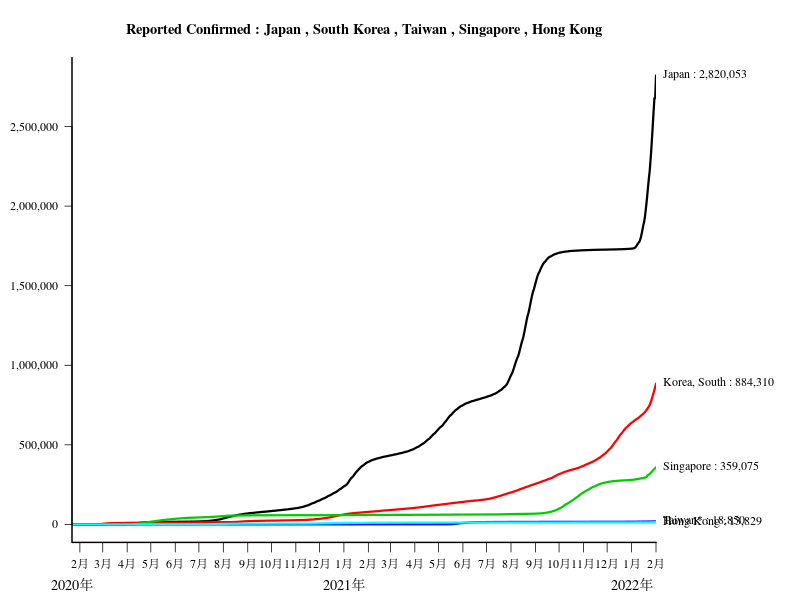 Reported Confirmed : Japan , South Korea , Taiwan , Singapore , Hong Kong
Japan : 2,820,053
2,500,000
2,000,000
1,500,000
1,000,000
Korea, South : 884,310
500,000
Singapore : 359,075
0
2月 3月 4月 5月 6月 7月 8月 9月 10月 11月 12月 1月 2月 3月 4月 5月 6月 7月 8月 9月 10月 11月 12月 1月 2月
2020年 2021年 2022年